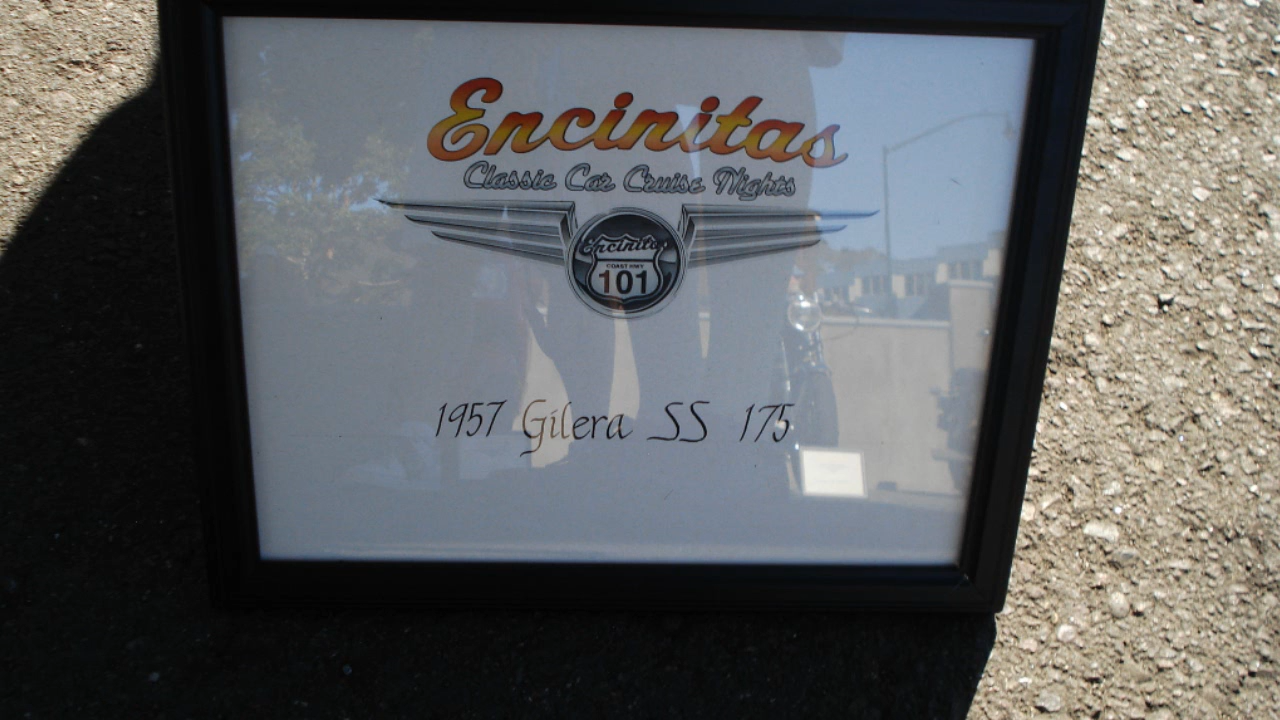 Encinitas
Classic Car Cruise Nights
Encinitas
COAST HWY
101
1957 Gilera SS 175